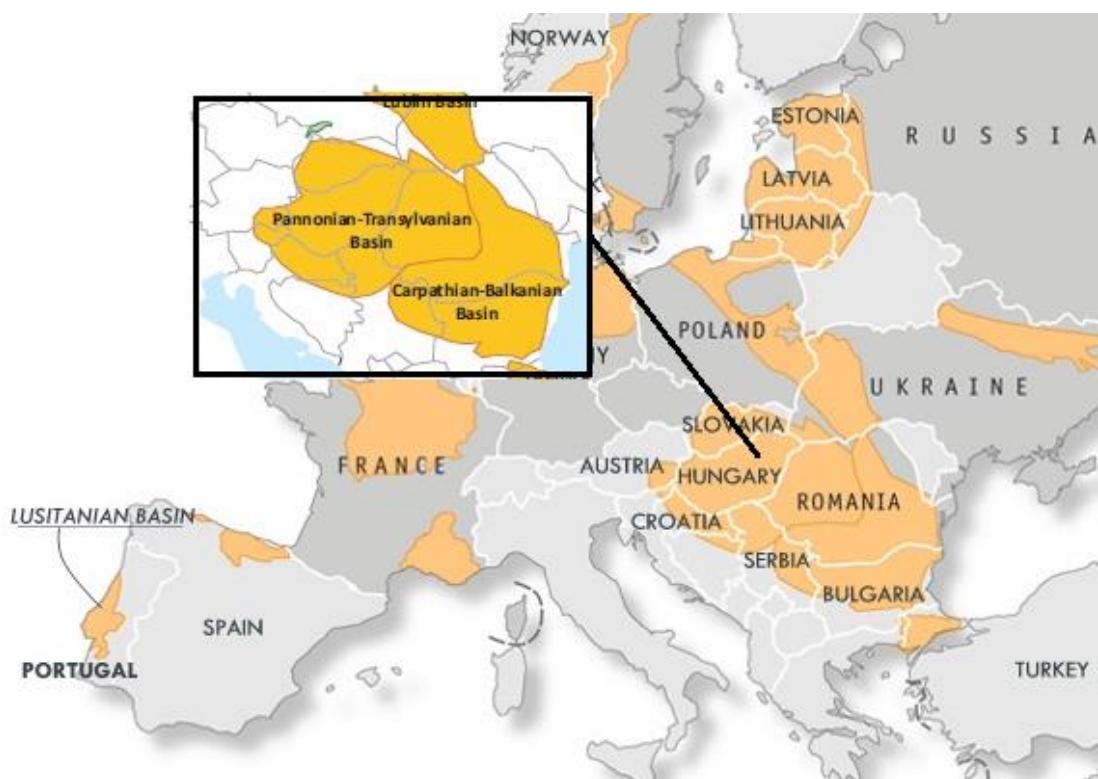 NORWAY
Lublin Basin
ESTONIA
RUSSIA
LATVIA
Pannonian-Transylvanian
Basin
LITHUANIA
Carpathian-Balkanian
Basin
POLAND
UKRAINE
SLOVAKIA
FRANCE
AUSTRIA
HUNGARY
ROMANIA
LUSITANIAN BASIN
CROATIA
SERBIA
BULGARIA
SPAIN
PORTUGAL
TURKEY